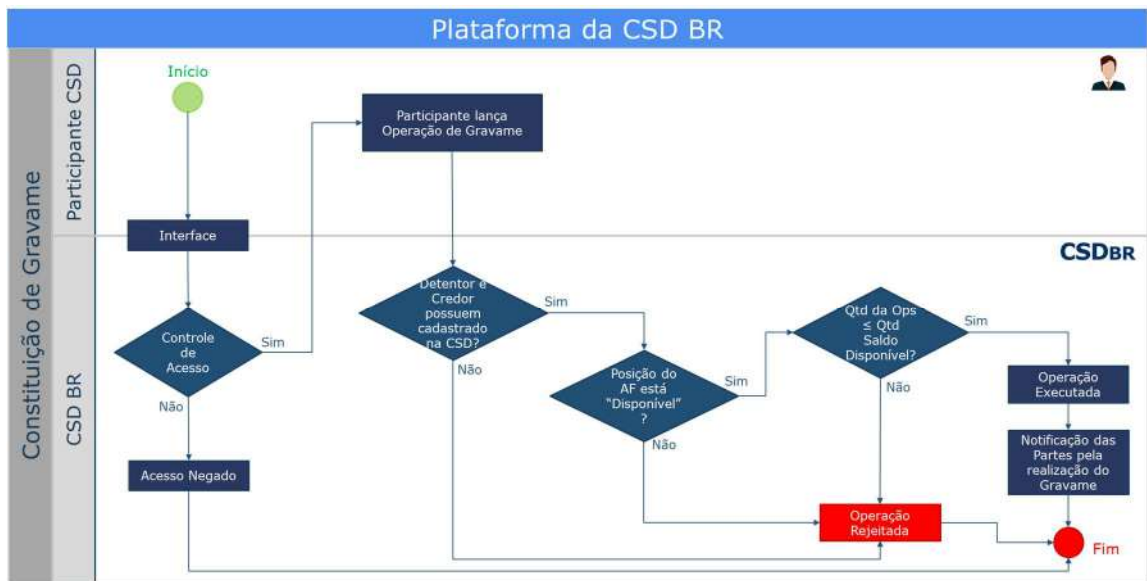 Plataforma da CSD BR
Constituição de Gravame
Participante CSD
Início
Participante lança
Operação de Gravame
Interface
CSD BR
CSDBR
Controle
de
Acesso
Sim
Não
Acesso Negado
Detentor e
Credor
possuem
cadastrado
na CSD?
Sim
Não
Posição do
AF está
“Disponível”
?
Sim
Não
Qtd da Ops
≤ Qtd
Saldo
Disponível?
Sim
Não
Operação
Executada
Notificação das
Partes pela
realização do
Gravame
Operação
Rejeitada
Fim